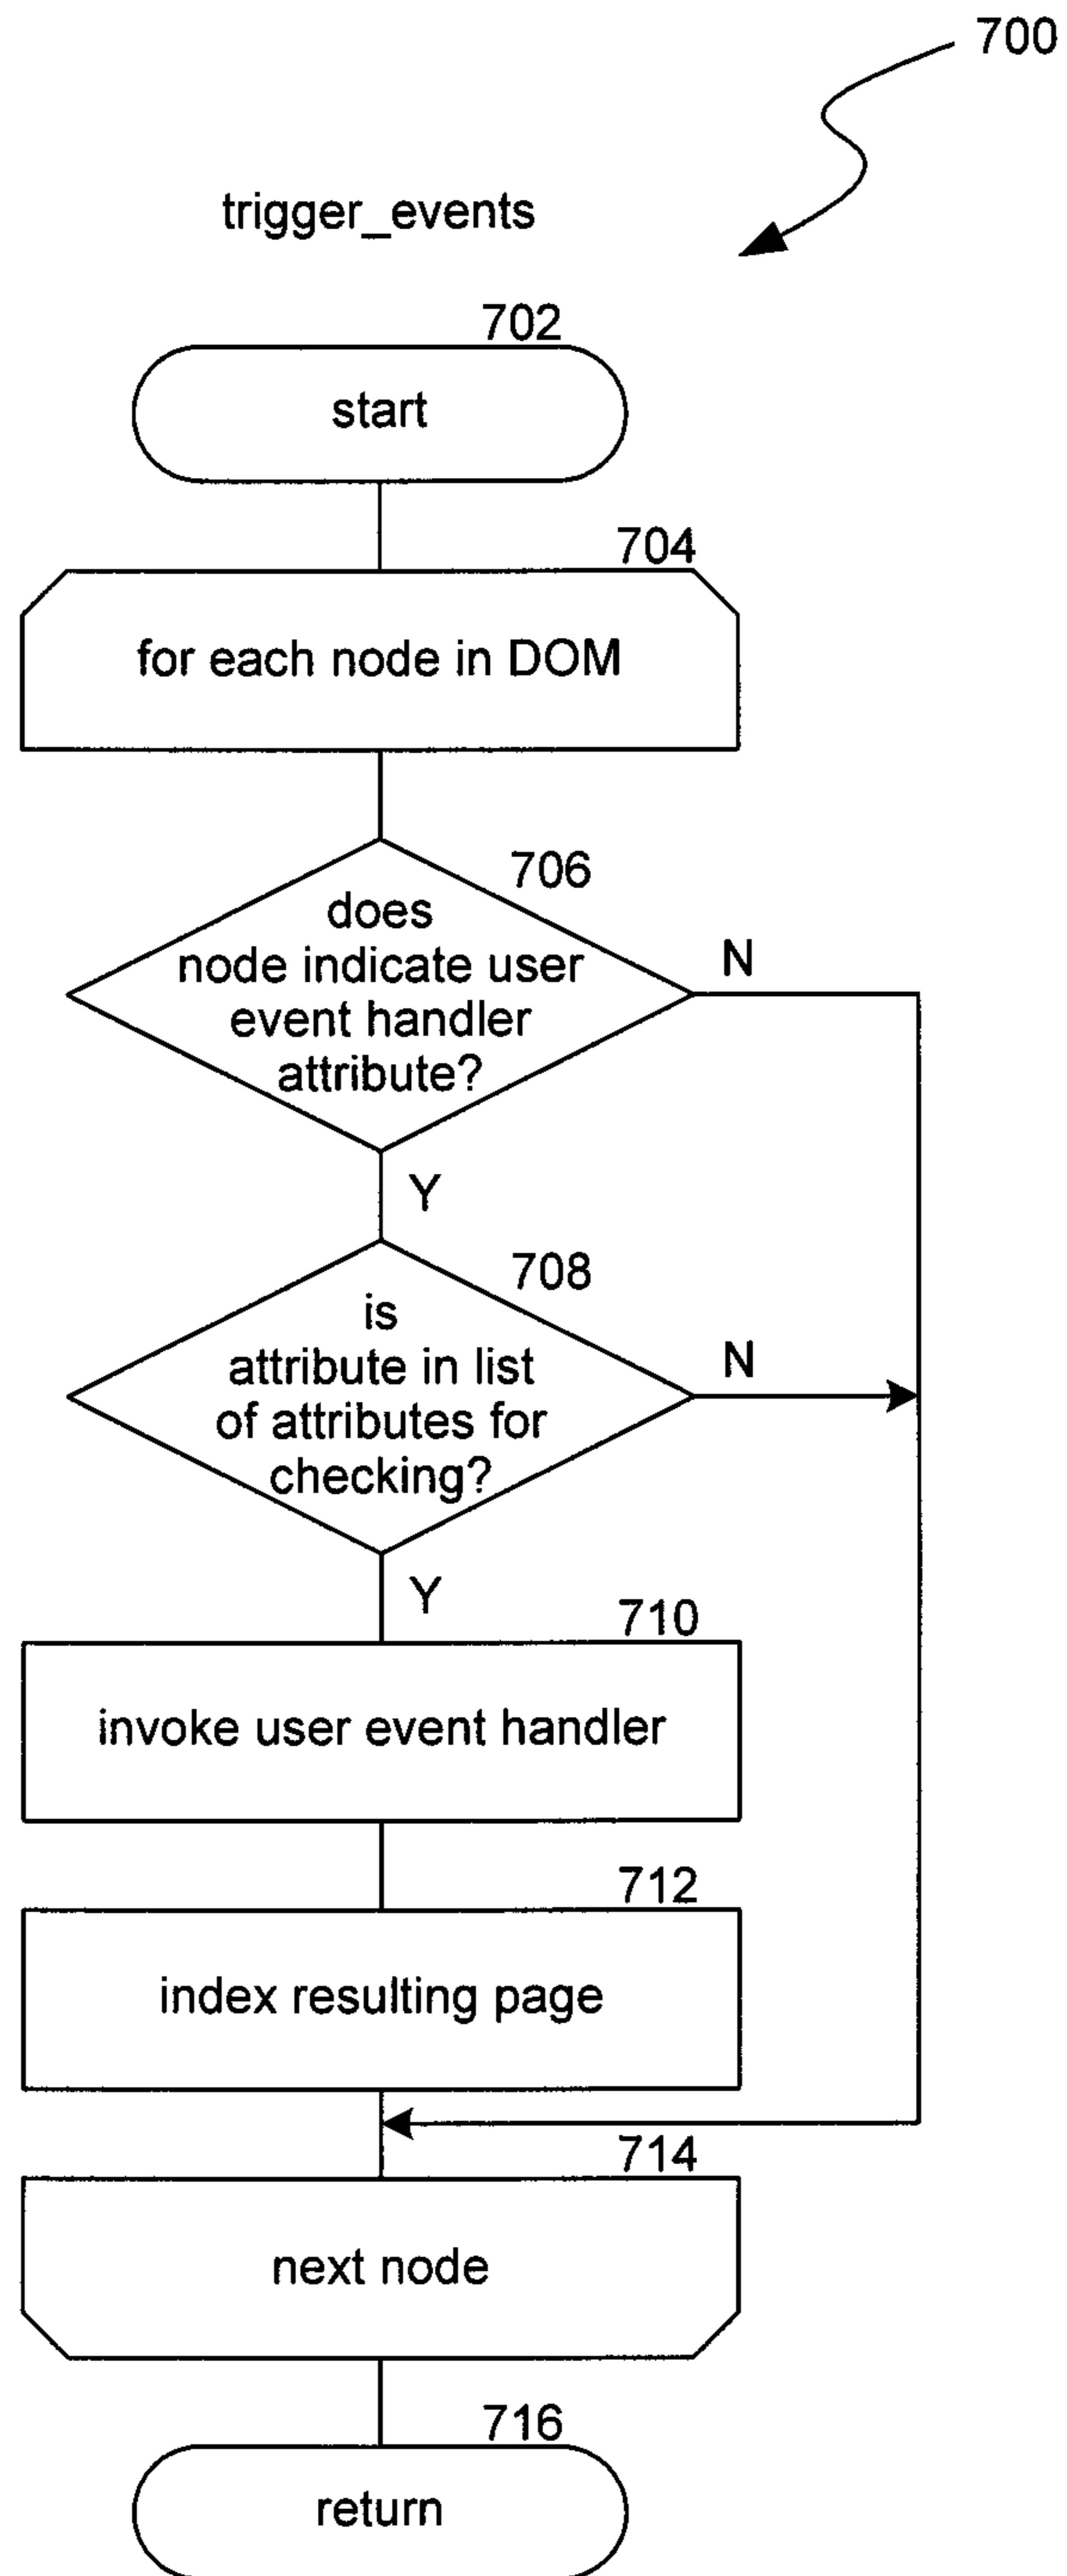 700
trigger_events
702
start
704
for each node in DOM
706
does
node indicate user
event handler
attribute?
N
Y
708
is
attribute in list
of attributes for
checking?
N
Y
710
invoke user event handler
712
index resulting page
714
next node
716
return